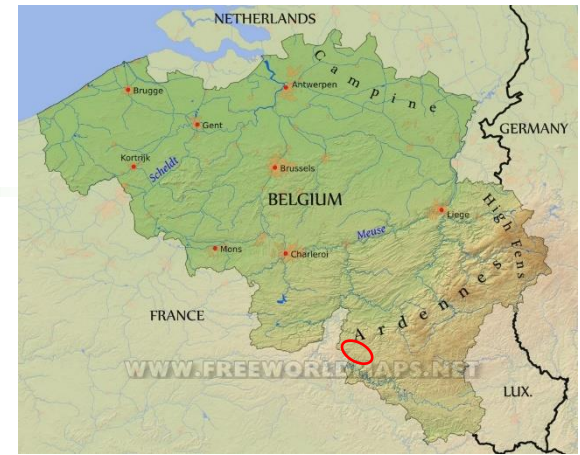 NETHERLANDS
Campine
Antwerpen
Brugge
Gent
GERMANY
Kortrijk
Scheldt
Brussels
BELGIUM
High Fens
Liege
Meuse
Mons
Charleroi
Ardennes
FRANCE
WWW.FREEWORLDMAPS.NET
LUX.